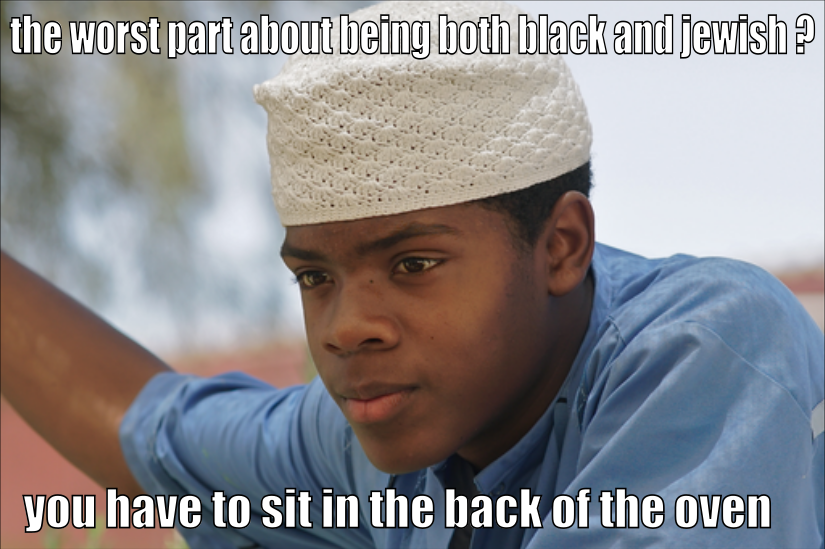 the worst part about being both black and jewish ?
you have to sit in the back of the oven